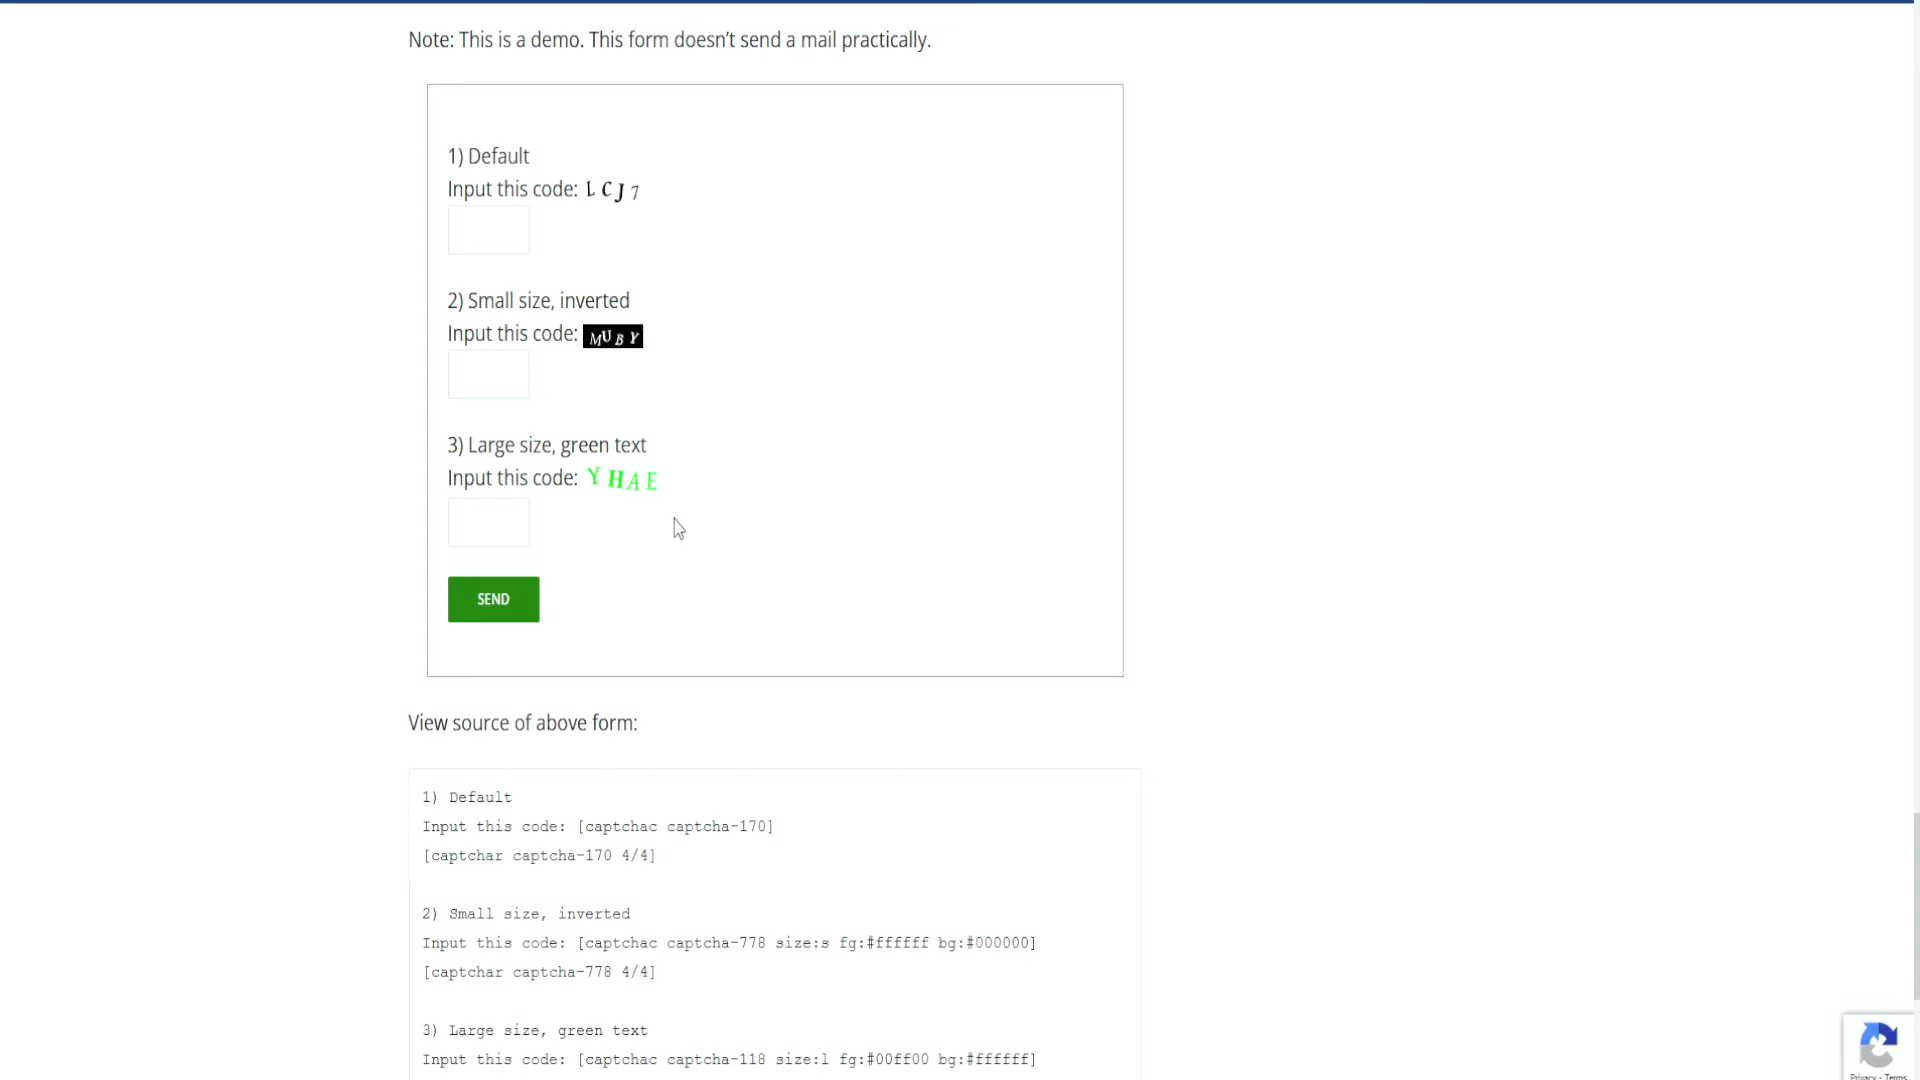 Note: This is a demo. This form doesn’t send a mail practically.
1) Default
Input this code: L C J 7
2) Small size, inverted
Input this code: M U B Y
3) Large size, green text
Input this code: Y H A E
SEND
View source of above form:
1) Default
Input this code: [captchac captcha-170]
[captchar captcha-170 4/4]
2) Small size, inverted
Input this code: [captchac captcha-778 size:s fg:#ffffff bg:#000000]
[captchar captcha-778 4/4]
3) Large size, green text
Input this code: [captchac captcha-118 size:l fg:#00ff00 bg:#ffffff]
Privacy - Terms